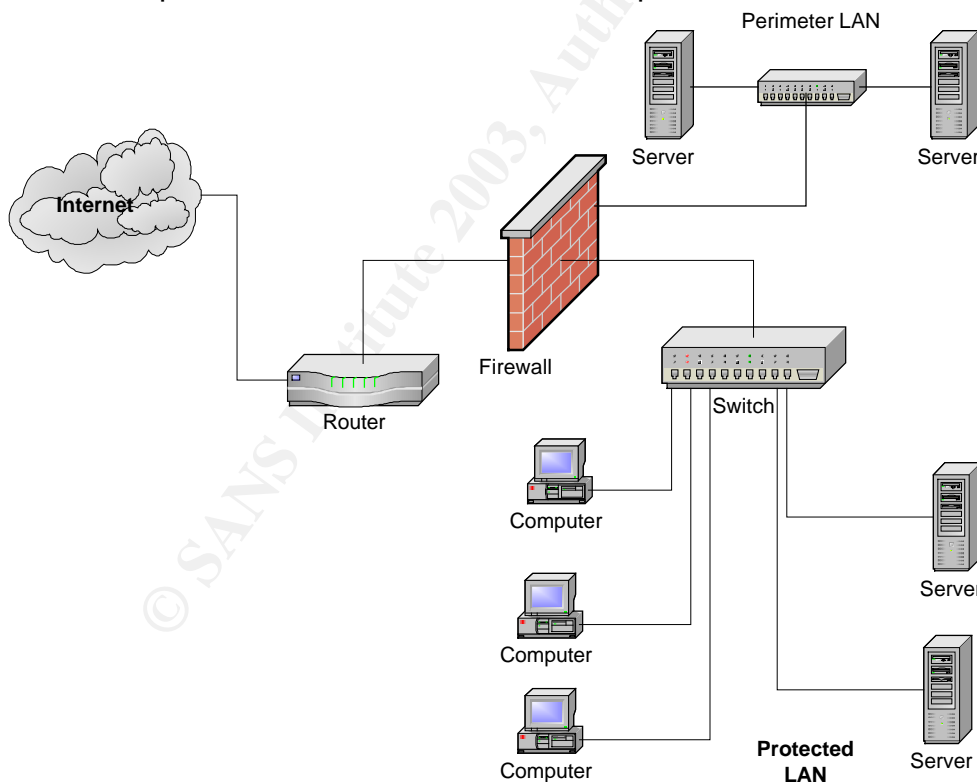 Perimeter LAN
Server
Server
Internet
Firewall
Router
Switch
Computer
Server
Computer
Computer
Protected
LAN
Server
© SANS Institute 2003, Auth